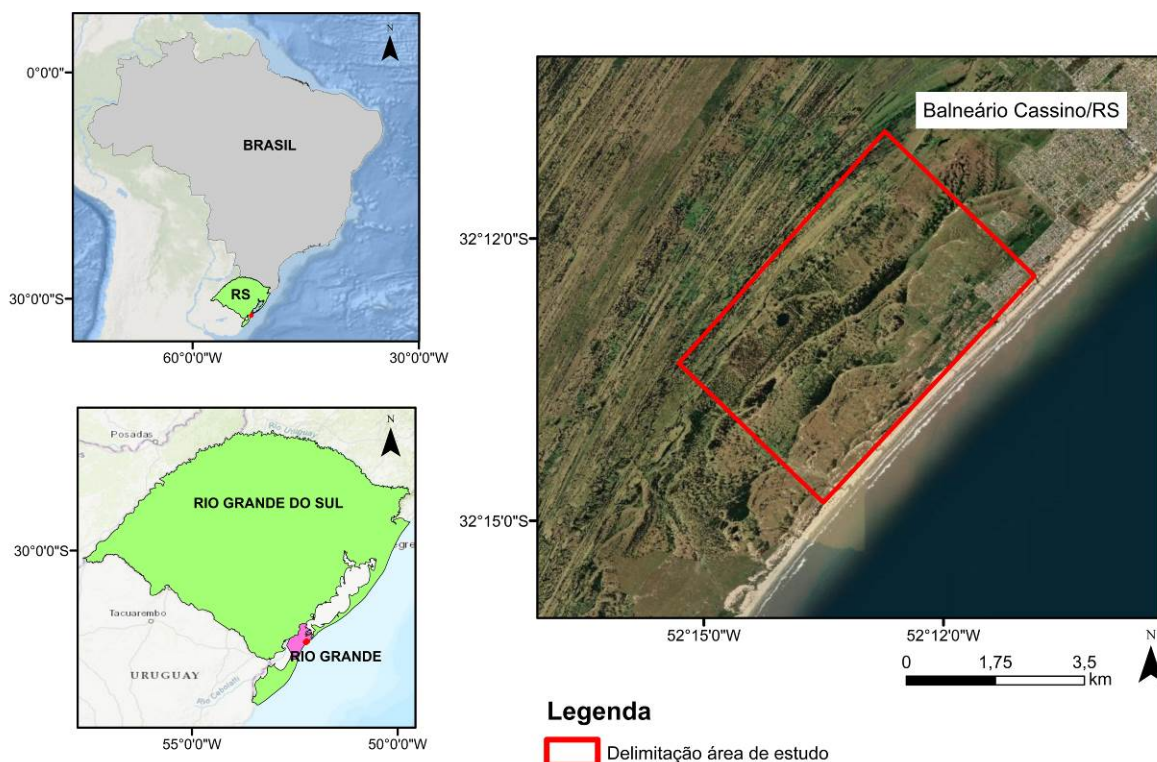 N
0°0'0"
BRASIL
30°0'0"S
RS
60°0'0"W
30°0'0"W
N
Posadas
Río Uruguay
RIO GRANDE DO SUL
30°0'0"S
egre
Tacuarembo
RIO GRANDE
URUGUAY
55°0'0"W
50°0'0"W
Balneário Cassino/RS
32°12'0"S
32°15'0"S
52°15'0"W
52°12'0"W
N
0
1,75
3,5
km
Legenda
Delimitação área de estudo